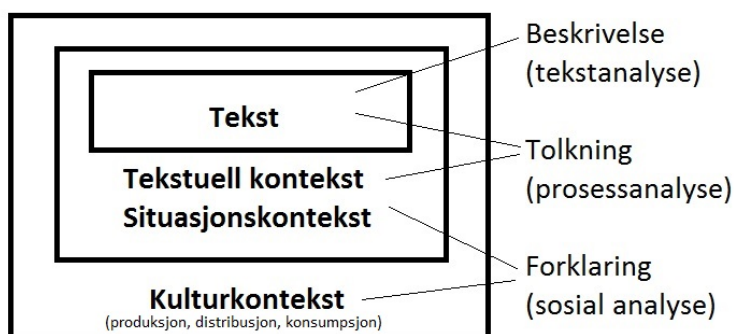 Tekst
Tekstuell kontekst
Situasjonskontekst
Kulturkontekst
(produksjon, distribusjon, konsumpsjon)
Beskrivelse
(tekstanalyse)
Tolkning
(prosessanalyse)
Forklaring
(sosial analyse)